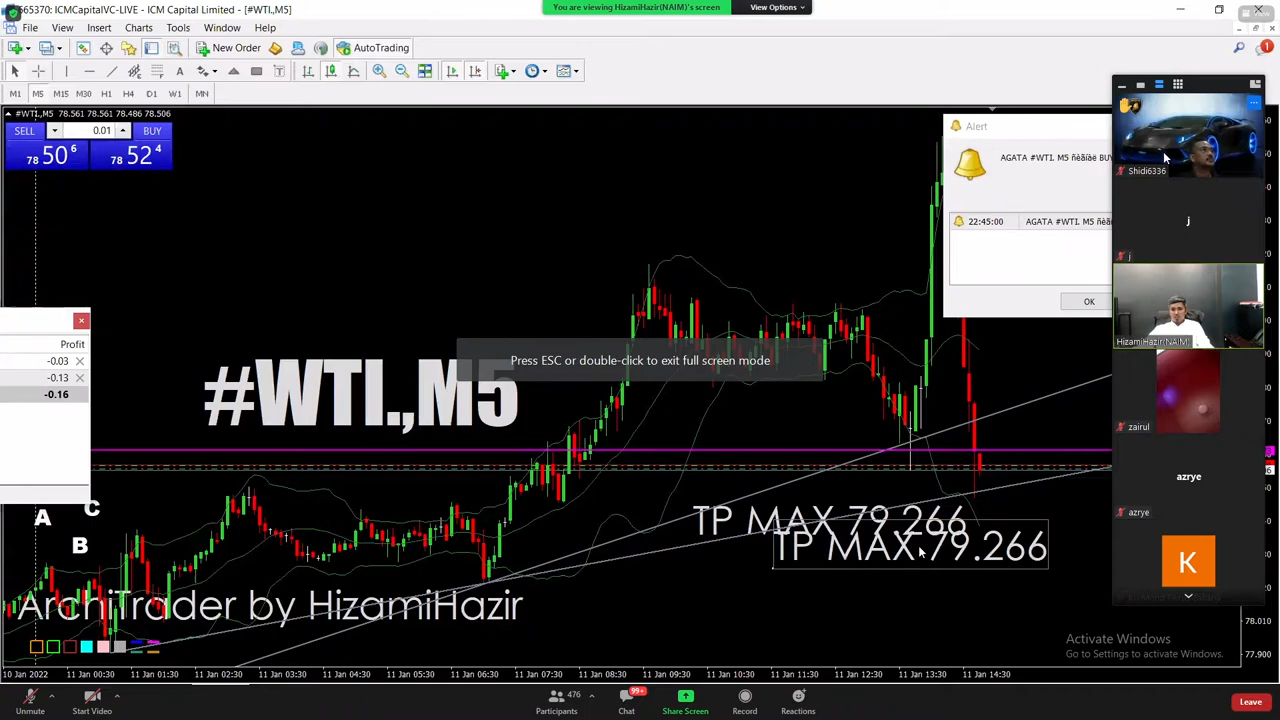 565370: ICMCapitalVC-LIVE - ICM Capital Limited - [#WTI.,M5]
You are viewing HizamiHazir(NAIM)'s screen
View Options
View
File View Insert Charts Tools Window Help
New Order
AutoTrading
1
M1 M5 M15 M30 H1 H4 D1 W1 MN
#WTI.,M5 78.561 78.561 78.486 78.506
SELL 0.01 BUY
78 50 6
78 52 4
Alert
AGATA #WTI. M5 ñèãíàë BU
22:45:00 AGATA #WTI. M5
OK
Shidi6336
j
j
HizamiHazir(NAIM)
zairul
azrye
azrye
K
Press ESC or double-click to exit full screen mode
Profit
-0.03
-0.13
-0.16
#WTI.,M5
A
C
B
TP MAX 79.266
TP MAX 79.266
ArchiTrader by HizamiHazir
78.010
77.860
Activate Windows
Go to Settings to activate Windows.
10 Jan 2022 11 Jan 00:30 11 Jan 01:30 11 Jan 02:30 11 Jan 03:30 11 Jan 04:30 11 Jan 05:30 11 Jan 06:30 11 Jan 07:30 11 Jan 08:30 11 Jan 09:30 11 Jan 10:30 11 Jan 11:30 11 Jan 12:30 11 Jan 13:30 11 Jan 14:30
Unmute
Start Video
476
Participants
99+
Chat
Share Screen
Record
Reactions
Leave